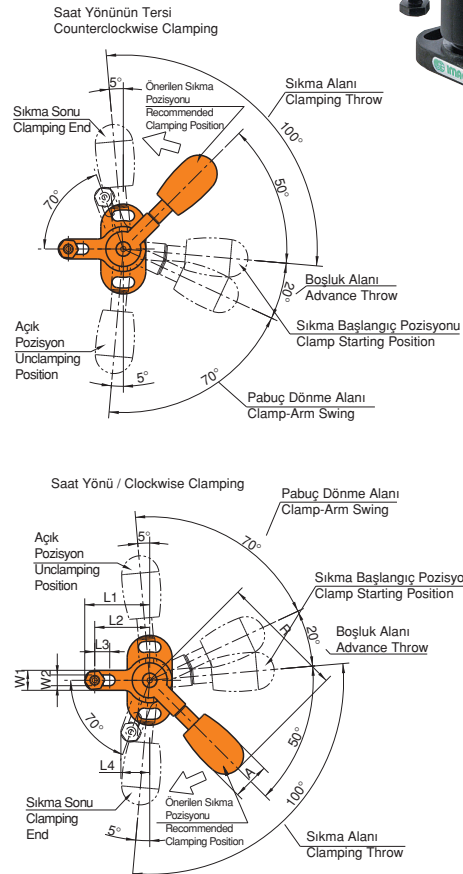 Saat Yönünün Tersi
Counterclockwise Clamping
5°
Önerilen Sıkma
Pozisyonu
Recommended
Clamping Position
Sıkma Alanı
Clamping Throw
Sıkma Sonu
Clamping End
100°
70°
50°
20°
Boşluk Alanı
Advance Throw
Sıkma Başlangıç Pozisyonu
Clamp Starting Position
Açık
Pozisyon
Unclamping
Position
5°
70°
Pabuç Dönme Alanı
Clamp-Arm Swing
Saat Yönü / Clockwise Clamping
Pabuç Dönme Alanı
Clamp-Arm Swing
Açık
Pozisyon
Unclamping
Position
5°
70°
Sıkma Başlangıç Pozisyo
Clamp Starting Position
L1
L2
L3
R
20°
Boşluk Alanı
Advance Throw
W1
W2
70°
50°
L4
A
100°
Sıkma Sonu
Clamping
End
Önerilen Sıkma
Pozisyonu
Recommended
Clamping Position
5°
Sıkma Alanı
Clamping Throw